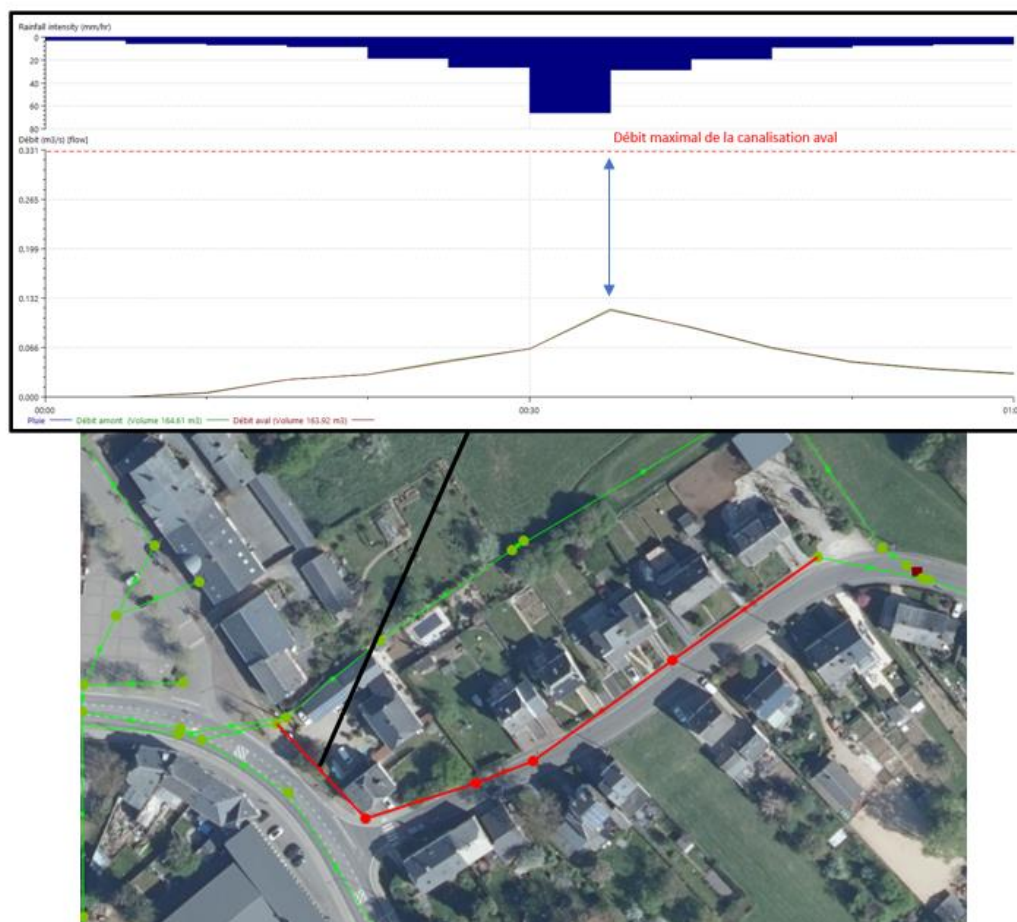 Rainfall intensity (mm/hr)
0
20
40
60
80
Débit (m3/s) [flow]
Débit maximal de la canalisation aval
0.331
0.265
0.199
0.132
0.066
0.000
00:00 00:30 01:0
Pluie Débit amont (Volume 164.61 m3) Débit aval (Volume 163.92 m3)